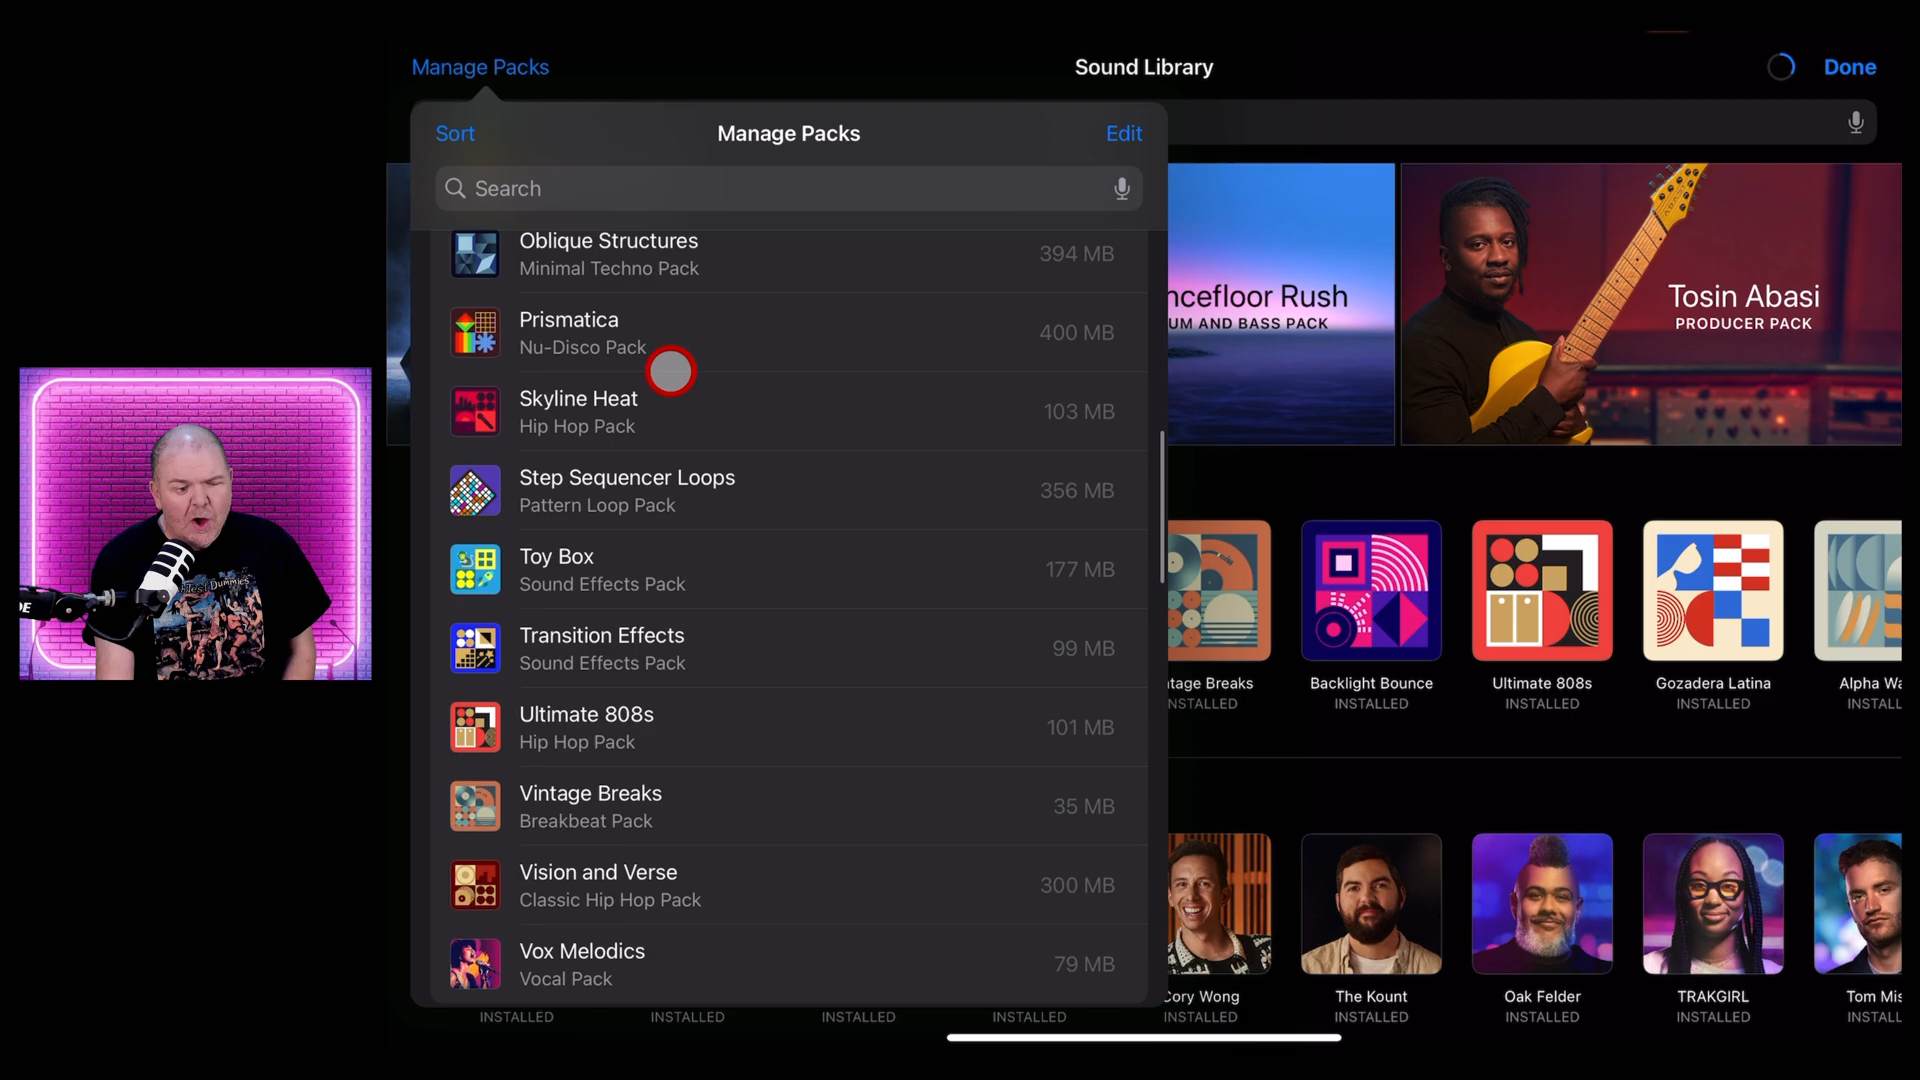 Manage Packs
Sound Library
Done
Sort
Manage Packs
Edit
Search
Oblique Structures
Minimal Techno Pack
394 MB
Prismatica
Nu-Disco Pack
400 MB
Skyline Heat
Hip Hop Pack
103 MB
Step Sequencer Loops
Pattern Loop Pack
356 MB
Toy Box
Sound Effects Pack
177 MB
Transition Effects
Sound Effects Pack
99 MB
Ultimate 808s
Hip Hop Pack
101 MB
Vintage Breaks
Breakbeat Pack
35 MB
Vision and Verse
Classic Hip Hop Pack
300 MB
Vox Melodics
Vocal Pack
79 MB
ncefloor Rush
UM AND BASS PACK
Tosin Abasi
PRODUCER PACK
tage Breaks
NSTALLED
Backlight Bounce
INSTALLED
Ultimate 808s
INSTALLED
Gozadera Latina
INSTALLED
Alpha Wa
INSTALL
Cory Wong
INSTALLED
The Kount
INSTALLED
Oak Felder
INSTALLED
TRAKGIRL
INSTALLED
Tom Mis
INSTALL
INSTALLED
INSTALLED
INSTALLED
INSTALLED
DE
Dummies